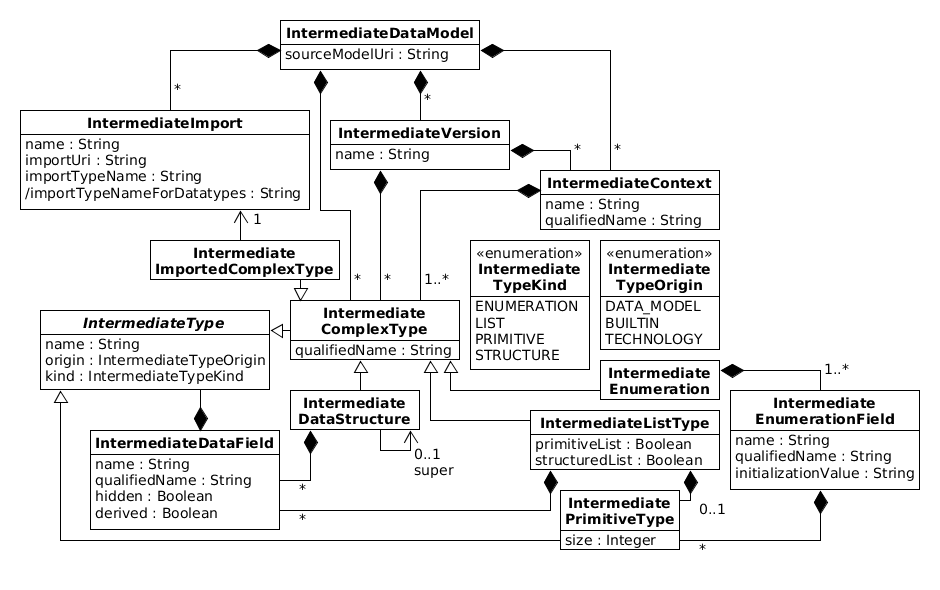 IntermediateDataModel
sourceModelUri : String
*
*
IntermediateImport
name : String
importUri : String
importTypeName : String
/importTypeNameForDatatypes : String
IntermediateVersion
name : String
*
*
IntermediateContext
name : String
qualifiedName : String
1
Intermediate
ImportedComplexType
*
*
1..*
«enumeration»
Intermediate
TypeKind
ENUMERATION
LIST
PRIMITIVE
STRUCTURE
«enumeration»
Intermediate
TypeOrigin
DATA_MODEL
BUILTIN
TECHNOLOGY
IntermediateType
name : String
origin : IntermediateTypeOrigin
kind : IntermediateTypeKind
Intermediate
ComplexType
qualifiedName : String
Intermediate
Enumeration
1..*
Intermediate
DataStructure
0..1
super
IntermediateListType
primitiveList : Boolean
structuredList : Boolean
Intermediate
EnumerationField
name : String
qualifiedName : String
initializationValue : String
IntermediateDataField
name : String
qualifiedName : String
hidden : Boolean
derived : Boolean
*
*
Intermediate
PrimitiveType
size : Integer
0..1
*